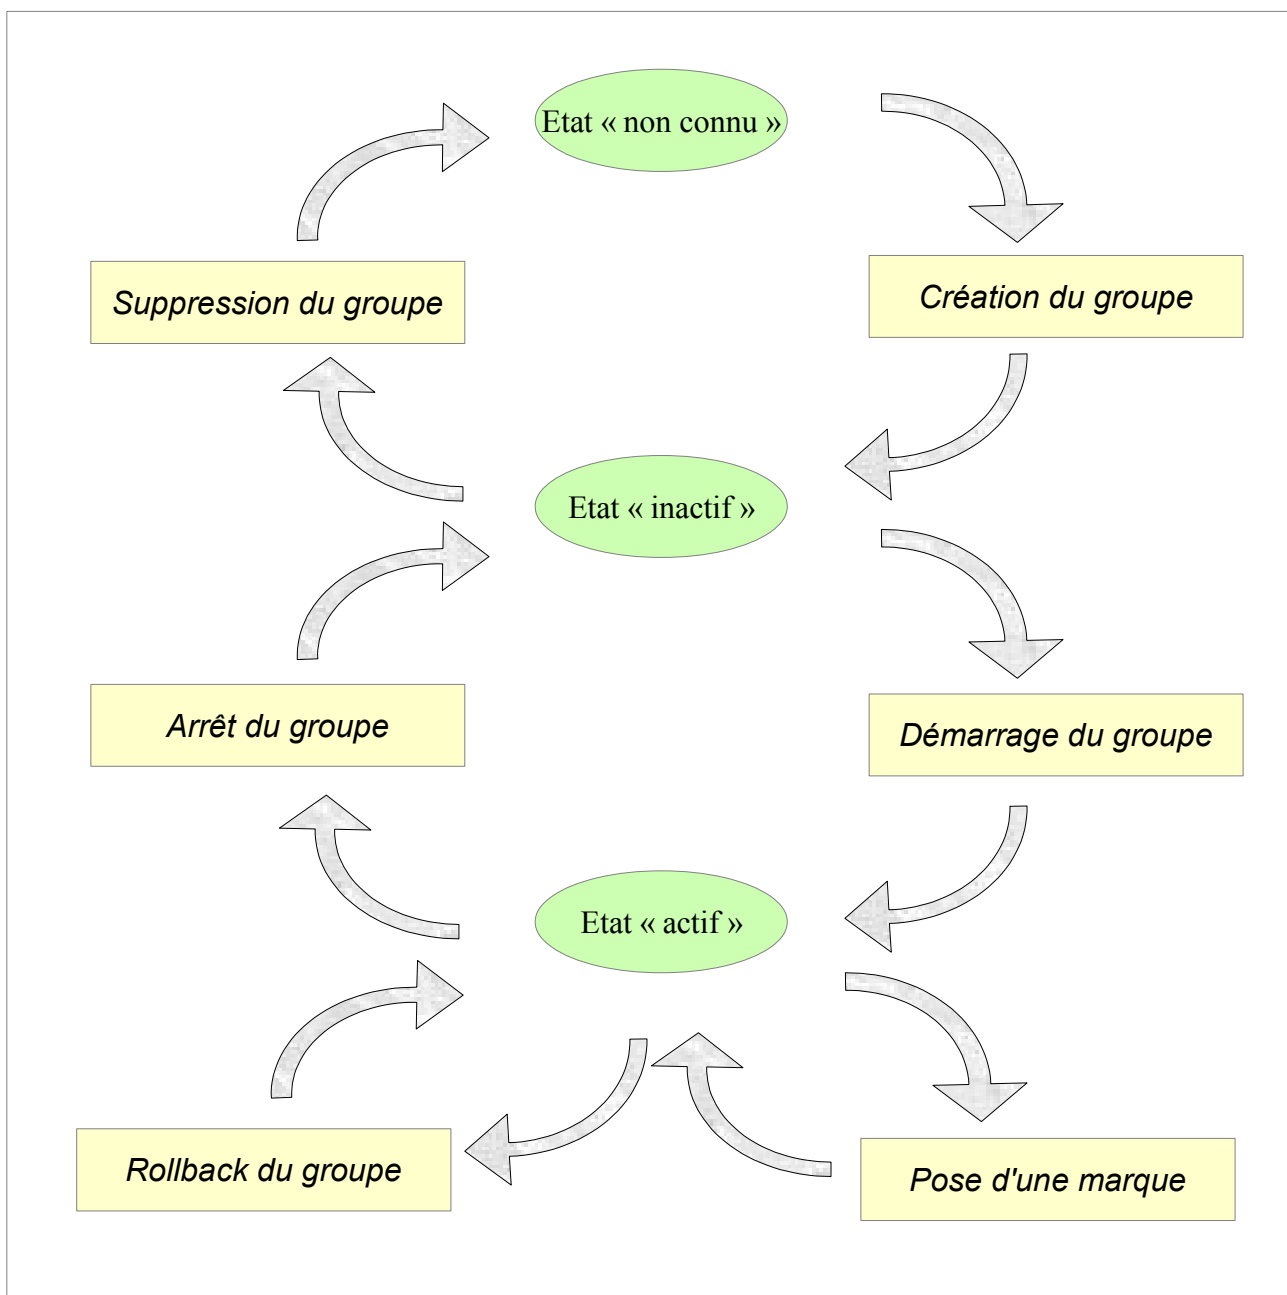 Etat « non connu »
Suppression du groupe
Création du groupe
Etat « inactif »
Arrêt du groupe
Démarrage du groupe
Etat « actif »
Rollback du groupe
Pose d'une marque